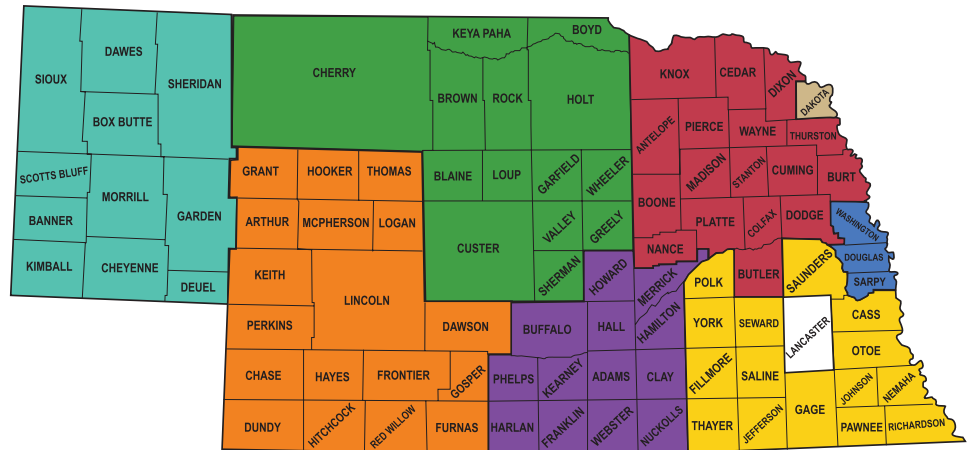 SIOUX
DAWES
SHERIDAN
BOX BUTTE
SCOTTS BLUFF
MORRILL
BANNER
GARDEN
KIMBALL
CHEYENNE
DEUEL
CHERRY
KEYA PAHA
BOYD
BROWN
ROCK
HOLT
BLAINE
LOUP
GARFIELD
WHEELER
CUSTER
VALLEY
GREELY
SHERMAN
GRANT
HOOKER
THOMAS
ARTHUR
MCPHERSON
LOGAN
KEITH
LINCOLN
PERKINS
DAWSON
CHASE
HAYES
FRONTIER
GOSPER
DUNDY
HITCHCOCK
RED WILLOW
FURNAS
KNOX
CEDAR
DIXON
DAKOTA
ANTELOPE
PIERCE
WAYNE
THURSTON
MADISON
STANTON
CUMING
BURT
BOONE
PLATTE
COLFAX
DODGE
NANCE
BUTLER
WASHINGTON
DOUGLAS
SARPY
HOWARD
MERRICK
BUFFALO
HALL
HAMILTON
PHELPS
KEARNEY
ADAMS
CLAY
HARLAN
FRANKLIN
WEBSTER
NUCKOLLS
POLK
SAUNDERS
YORK
SEWARD
LANCASTER
CASS
OTOE
FILLMORE
SALINE
GAGE
JOHNSON
NEMAHA
THAYER
JEFFERSON
PAWNEE
RICHARDSON